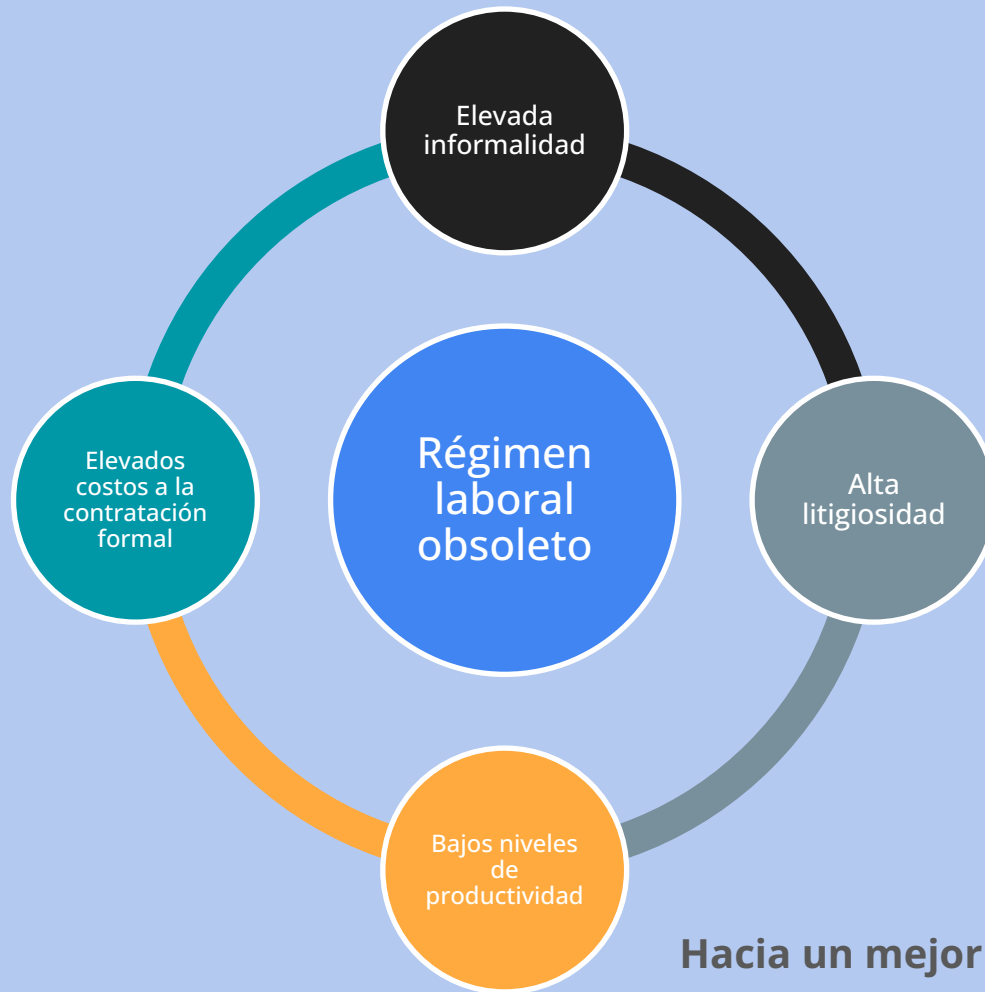 Elevada
informalidad
Elevados
costos a la
contratación
formal
Régimen
laboral
obsoleto
Alta
litigiosidad
Bajos niveles
de
productividad
Hacia un mejor